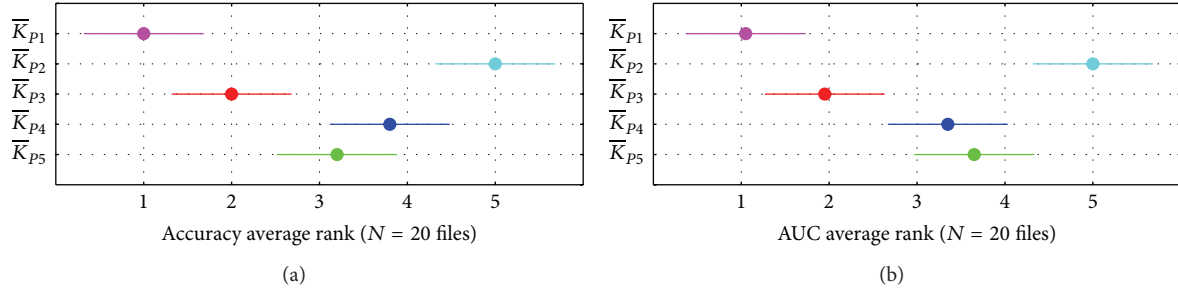 K̅P1
K̅P2
K̅P3
K̅P4
K̅P5
1 2 3 4 5
Accuracy average rank (N = 20 files)
(a)
K̅P1
K̅P2
K̅P3
K̅P4
K̅P5
1 2 3 4 5
AUC average rank (N = 20 files)
(b)